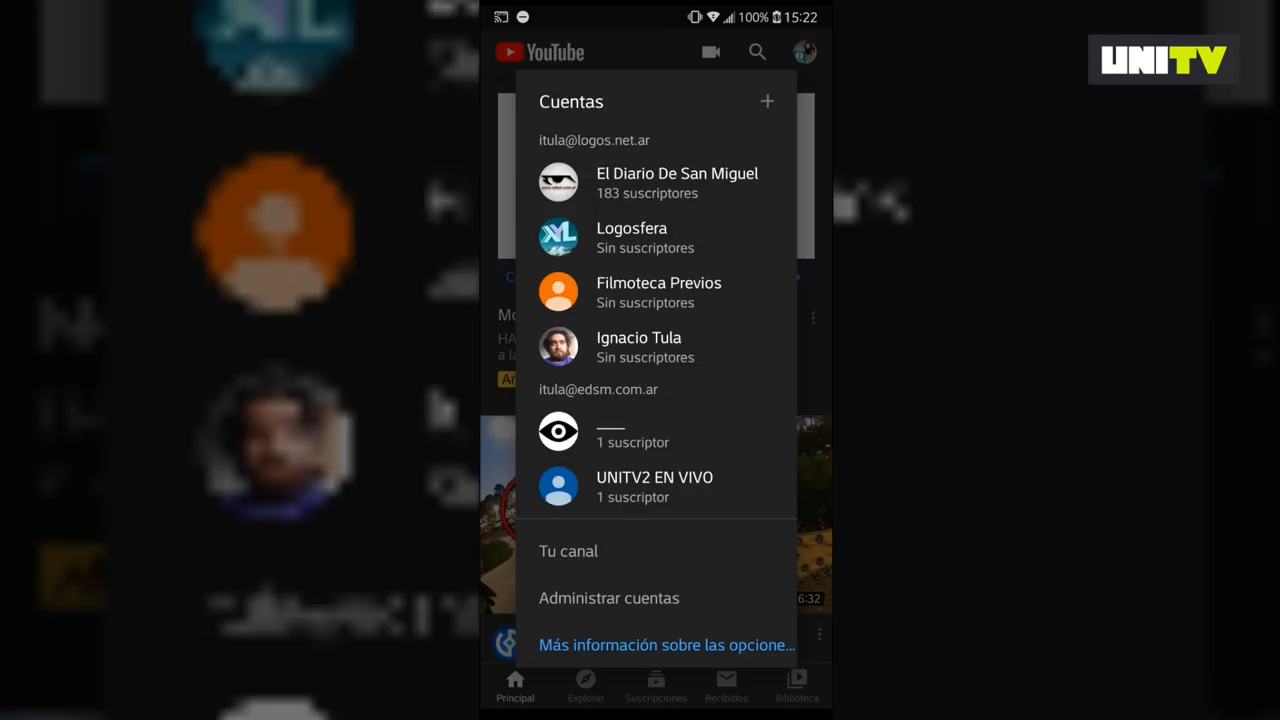 100% 15:22
UNITV
YouTube
Cuentas
itula@logos.net.ar
El Diario De San Miguel
183 suscriptores
Logosfera
Sin suscriptores
Filmoteca Previos
Sin suscriptores
Ignacio Tula
Sin suscriptores
itula@edsm.com.ar
1 suscriptor
UNITV2 EN VIVO
1 suscriptor
Tu canal
Administrar cuentas
6:32
Más información sobre las opcione...
Principal
Explorar
Suscripciones
Recibidos
Biblioteca